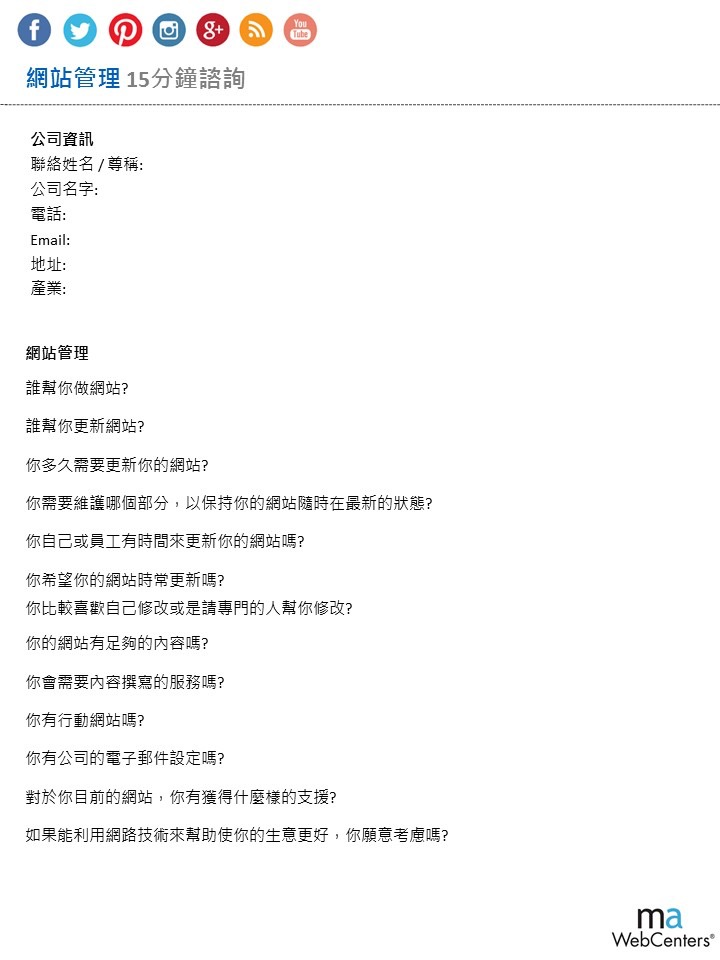 f
P
g+
You
Tube
網站管理 15分鐘諮詢
公司資訊
聯絡姓名 / 尊稱:
公司名字:
電話:
Email:
地址:
產業:
網站管理
誰幫你做網站?
誰幫你更新網站?
你多久需要更新你的網站?
你需要維護哪個部分，以保持你的網站隨時在最新的狀態?
你自己或員工有時間來更新你的網站嗎?
你希望你的網站時常更新嗎?
你比較喜歡自己修改或是請專門的人幫你修改?
你的網站有足夠的內容嗎?
你會需要內容撰寫的服務嗎?
你有行動網站嗎?
你有公司的電子郵件設定嗎?
對於你目前的網站，你有獲得什麼樣的支援?
如果能利用網路技術來幫助使你的生意更好，你願意考慮嗎?
ma
WebCenters®